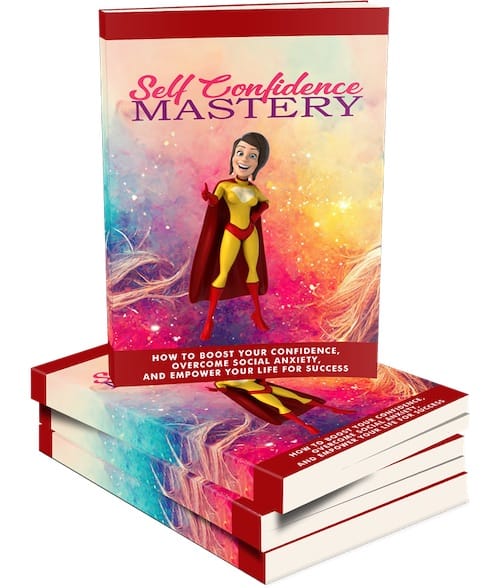 Self Confidence
MASTERY
HOW TO BOOST YOUR CONFIDENCE,
OVERCOME SOCIAL ANXIETY,
AND EMPOWER YOUR LIFE FOR SUCCESS
HOW TO BOOST YOUR CONFIDENCE,
OVERCOME SOCIAL ANXIETY,
AND EMPOWER YOUR LIFE FOR SUCCESS